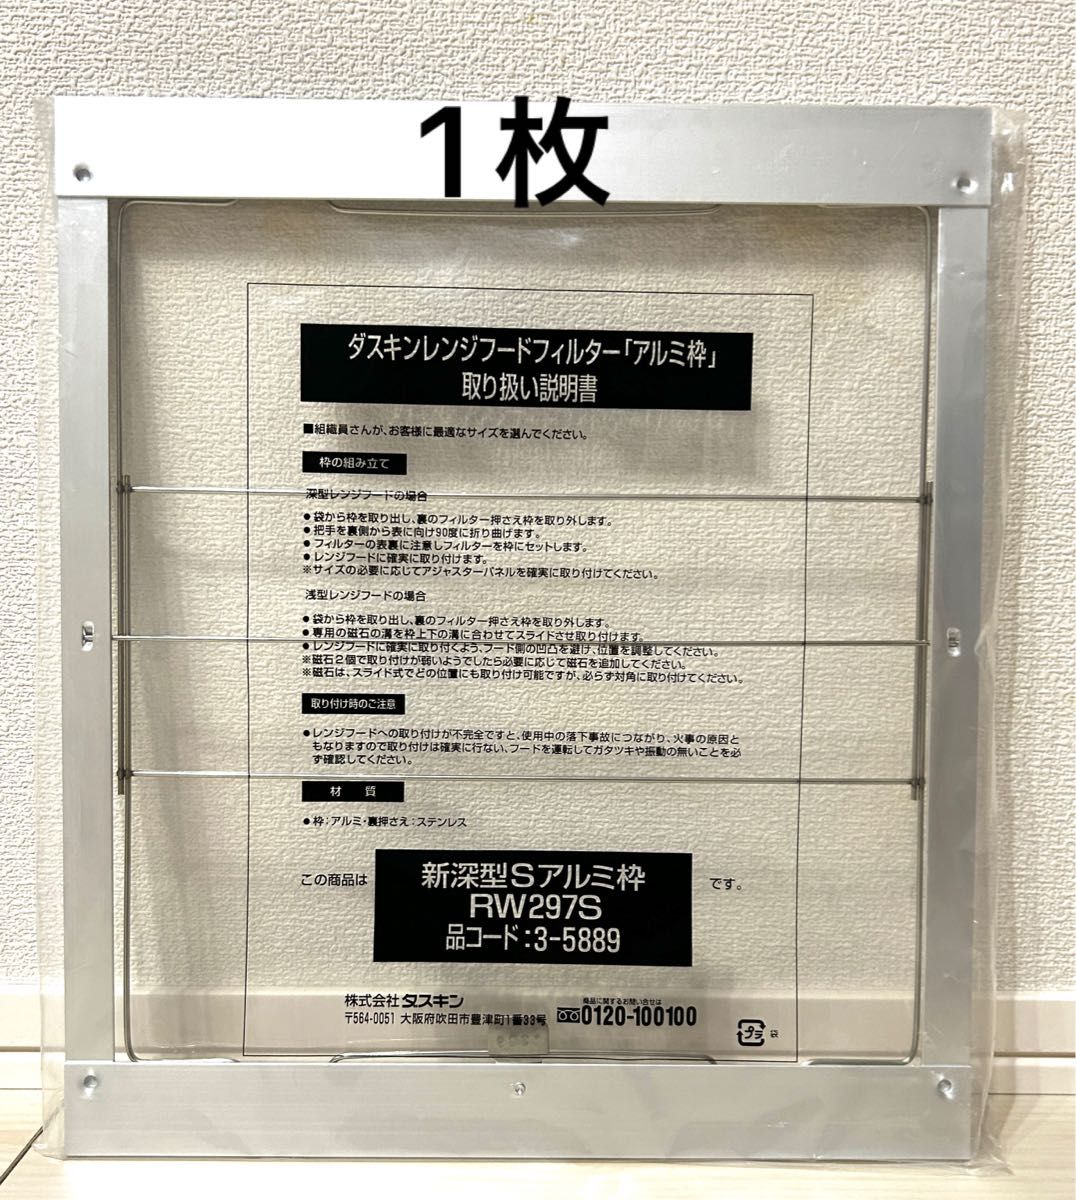 1枚
ダスキンレンジフードフィルター「アルミ枠」
取り扱い説明書
■組織員さんが、お客様に最適なサイズを選んでください。
枠の組み立て
深型レンジフードの場合
●袋から枠を取り出し、裏のフィルター押さえ枠を取り外します。
●把手を裏側から表に向け90度に折り曲げます。
●フィルターの表裏に注意しフィルターを枠にセットします。
●レンジフードに確実に取り付けます。
※サイズの必要に応じてアジャスターパネルを確実に取り付けてください。
浅型レンジフードの場合
●袋から枠を取り出し、裏のフィルター押さえ枠を取り外します。
●専用の磁石の溝を枠上下の溝に合わせてスライドさせ取り付けます。
●レンジフードに確実に取り付くよう、フード側の凹凸を避け、位置を調整してください。
※磁石2個で取り付けが弱いようでしたら必要に応じて磁石を追加してください。
※磁石は、スライド式でどの位置にも取り付け可能ですが、必らず対角に取り付けてください。
取り付け時のご注意
●レンジフードへの取り付けが不完全ですと、使用中の落下事故につながり、火事の原因と
もなりますので取り付けは確実に行ない、フードを運転してガタツキや振動の無いことを必
ず確認してください。
材 質
●枠;アルミ・裏押さえ:ステンレス
この商品は
新深型Sアルミ枠
RW297S
品コード:3-5889
です。
株式会社ダスキン
〒564-0051 大阪府吹田市豊津町1番33号
商品に関するお問い合せは
0120-100100
プラ
袋